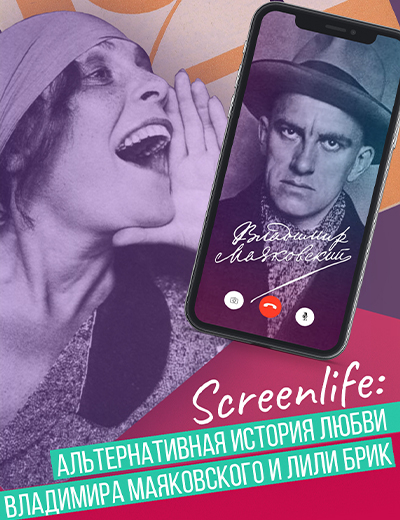 Владимир
Маяковский
Screenlife:
АЛЬТЕРНАТИВНАЯ ИСТОРИЯ ЛЮБВИ
ВЛАДИМИРА МАЯКОВСКОГО И ЛИЛИ БРИК